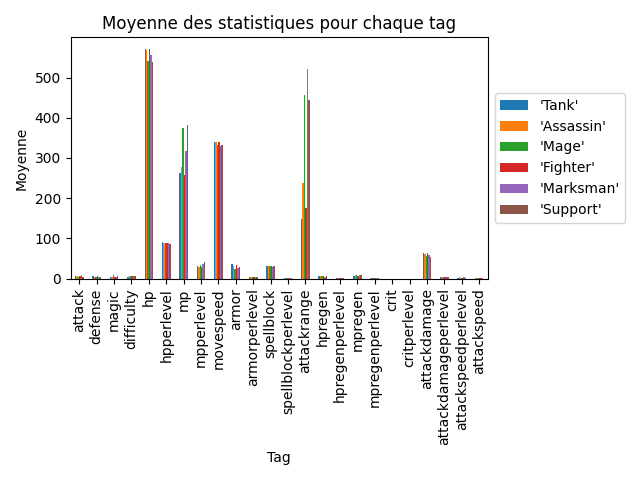 Moyenne des statistiques pour chaque tag
Moyenne
500
400
300
200
100
0
'Tank'
'Assassin'
'Mage'
'Fighter'
'Marksman'
'Support'
attack
defense
magic
difficulty
hp
hpperlevel
mp
mpperlevel
movespeed
armor
armorperlevel
spellblock
spellblockperlevel
attackrange
hpregen
hpregenperlevel
mpregen
mpregenperlevel
crit
critperlevel
attackdamage
attackdamageperlevel
attackspeedperlevel
attackspeed
Tag